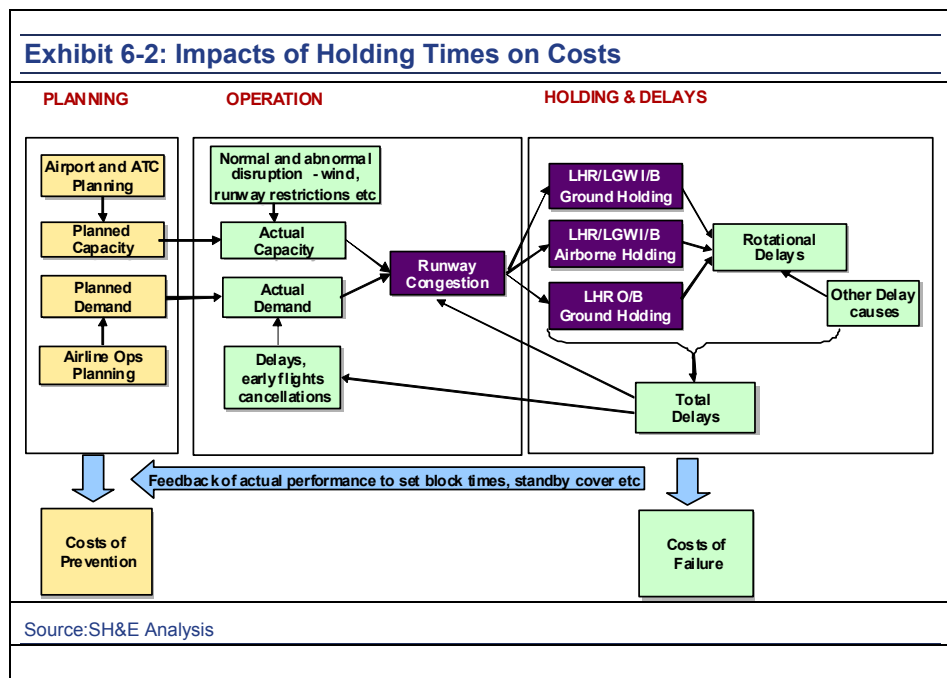 Exhibit 6-2: Impacts of Holding Times on Costs
PLANNING
OPERATION
HOLDING & DELAYS
Airport and ATC
Planning
Planned
Capacity
Planned
Demand
Airline Ops
Planning
Normal and abnormal
disruption - wind,
runway restrictions etc
Actual
Capacity
Actual
Demand
Delays,
early flights
cancellations
Runway
Congestion
LHR/LGW I/B
Ground Holding
LHR/LGW I/B
Airborne Holding
LHR O/B
Ground Holding
Rotational
Delays
Other Delay
causes
Total
Delays
Feedback of actual performance to set block times, standby cover etc
Costs of
Prevention
Costs of
Failure
Source:SH&E Analysis